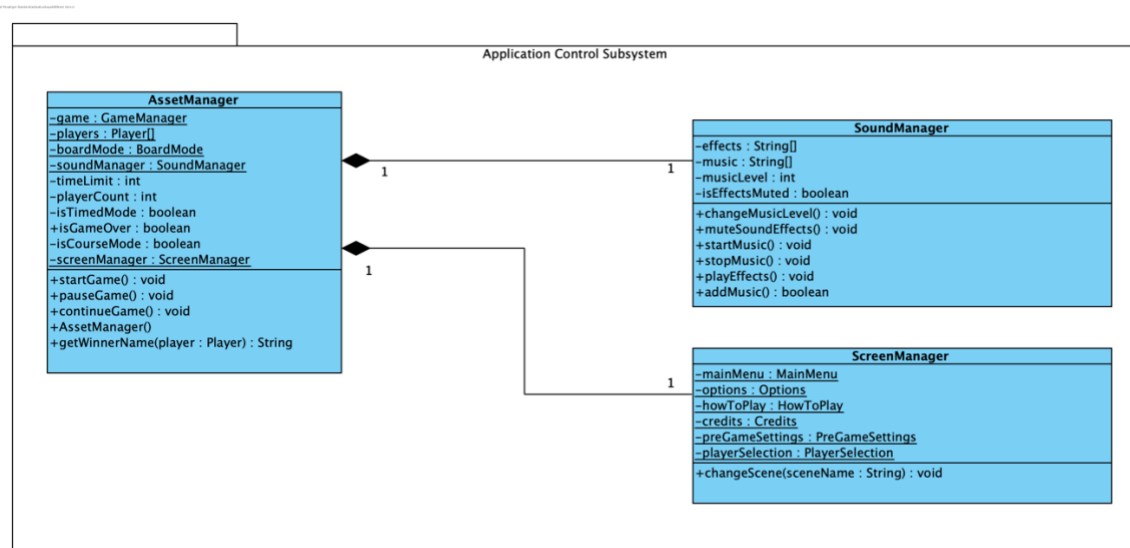 Application Control Subsystem
AssetManager
-game : GameManager
-players : Player[]
-boardMode : BoardMode
-soundManager : SoundManager
-timeLimit : int
-playerCount : int
-isTimedMode : boolean
+isGameOver : boolean
-isCourseMode : boolean
-screenManager : ScreenManager
+startGame() : void
+pauseGame() : void
+continueGame() : void
+AssetManager()
+getWinnerName(player : Player) : String
1
1
1
1
SoundManager
-effects : String[]
-music : String[]
-musicLevel : int
-isEffectsMuted : boolean
+changeMusicLevel() : void
+muteSoundEffects() : void
+startMusic() : void
+stopMusic() : void
+playEffects() : void
+addMusic() : boolean
ScreenManager
-mainMenu : MainMenu
-options : Options
-howToPlay : HowToPlay
-credits : Credits
-preGameSettings : PreGameSettings
-playerSelection : PlayerSelection
+changeScene(sceneName : String) : void